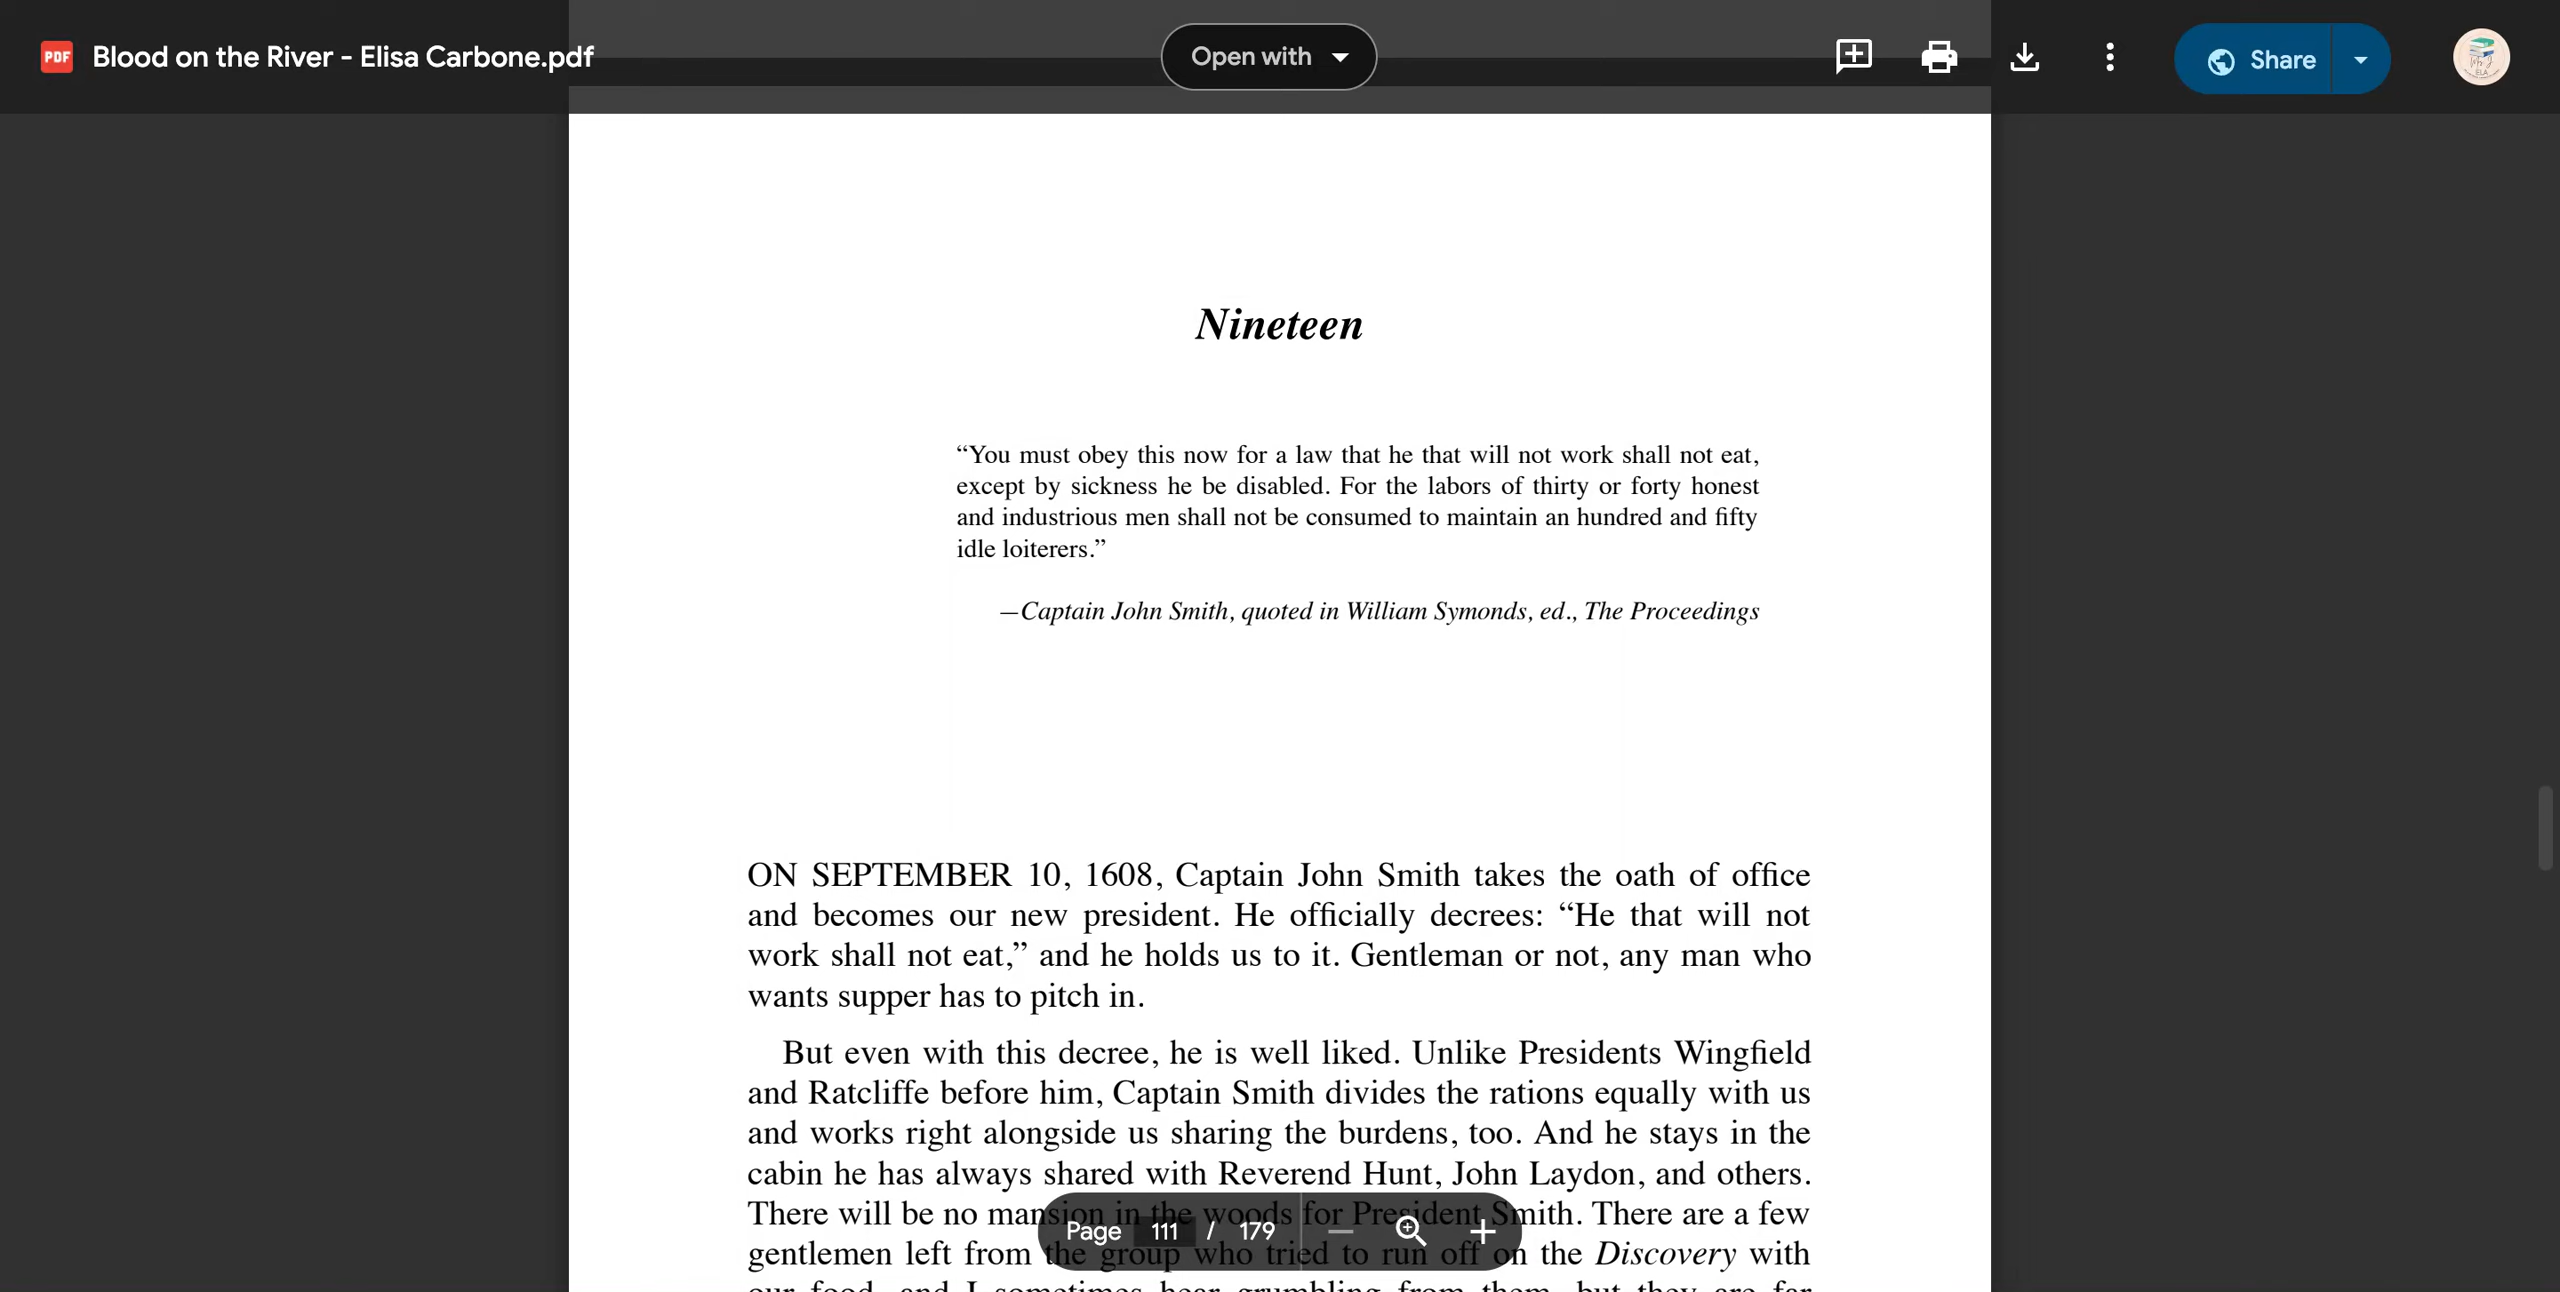 PDF Blood on the River - Elisa Carbone.pdf
Open with
Share
Nineteen
“You must obey this now for a law that he that will not work shall not eat,
except by sickness he be disabled. For the labors of thirty or forty honest
and industrious men shall not be consumed to maintain an hundred and fifty
idle loiterers.”
—Captain John Smith, quoted in William Symonds, ed., The Proceedings
ON SEPTEMBER 10, 1608, Captain John Smith takes the oath of office
and becomes our new president. He officially decrees: “He that will not
work shall not eat,” and he holds us to it. Gentleman or not, any man who
wants supper has to pitch in.
But even with this decree, he is well liked. Unlike Presidents Wingfield
and Ratcliffe before him, Captain Smith divides the rations equally with us
and works right alongside us sharing the burdens, too. And he stays in the
cabin he has always shared with Reverend Hunt, John Laydon, and others.
There will be no mansion in the woods for President Smith. There are a few
gentlemen left from the group who tried to run off on the Discovery with
our food, and I sometimes hear grumbling from them, but they are far
Page 111 / 179